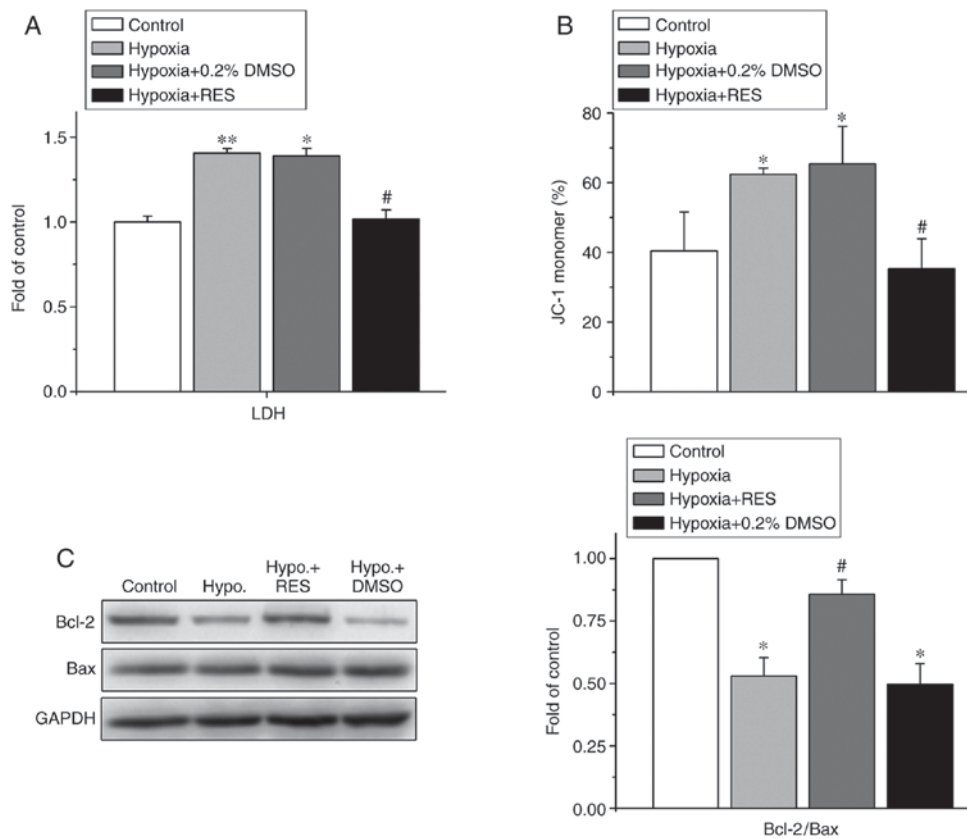 A
Control
Hypoxia
Hypoxia+0.2% DMSO
Hypoxia+RES
Fold of control
1.5
1.0
0.5
0.0
**
*
#
LDH
B
Control
Hypoxia
Hypoxia+0.2% DMSO
Hypoxia+RES
JC-1 monomer (%)
80
60
40
20
0
*
*
#
C
Control
Hypo.
Hypo.+
RES
Hypo.+
DMSO
Bcl-2
Bax
GAPDH
Control
Hypoxia
Hypoxia+RES
Hypoxia+0.2% DMSO
Fold of control
1.00
0.75
0.50
0.25
0.00
*
#
*
Bcl-2/Bax